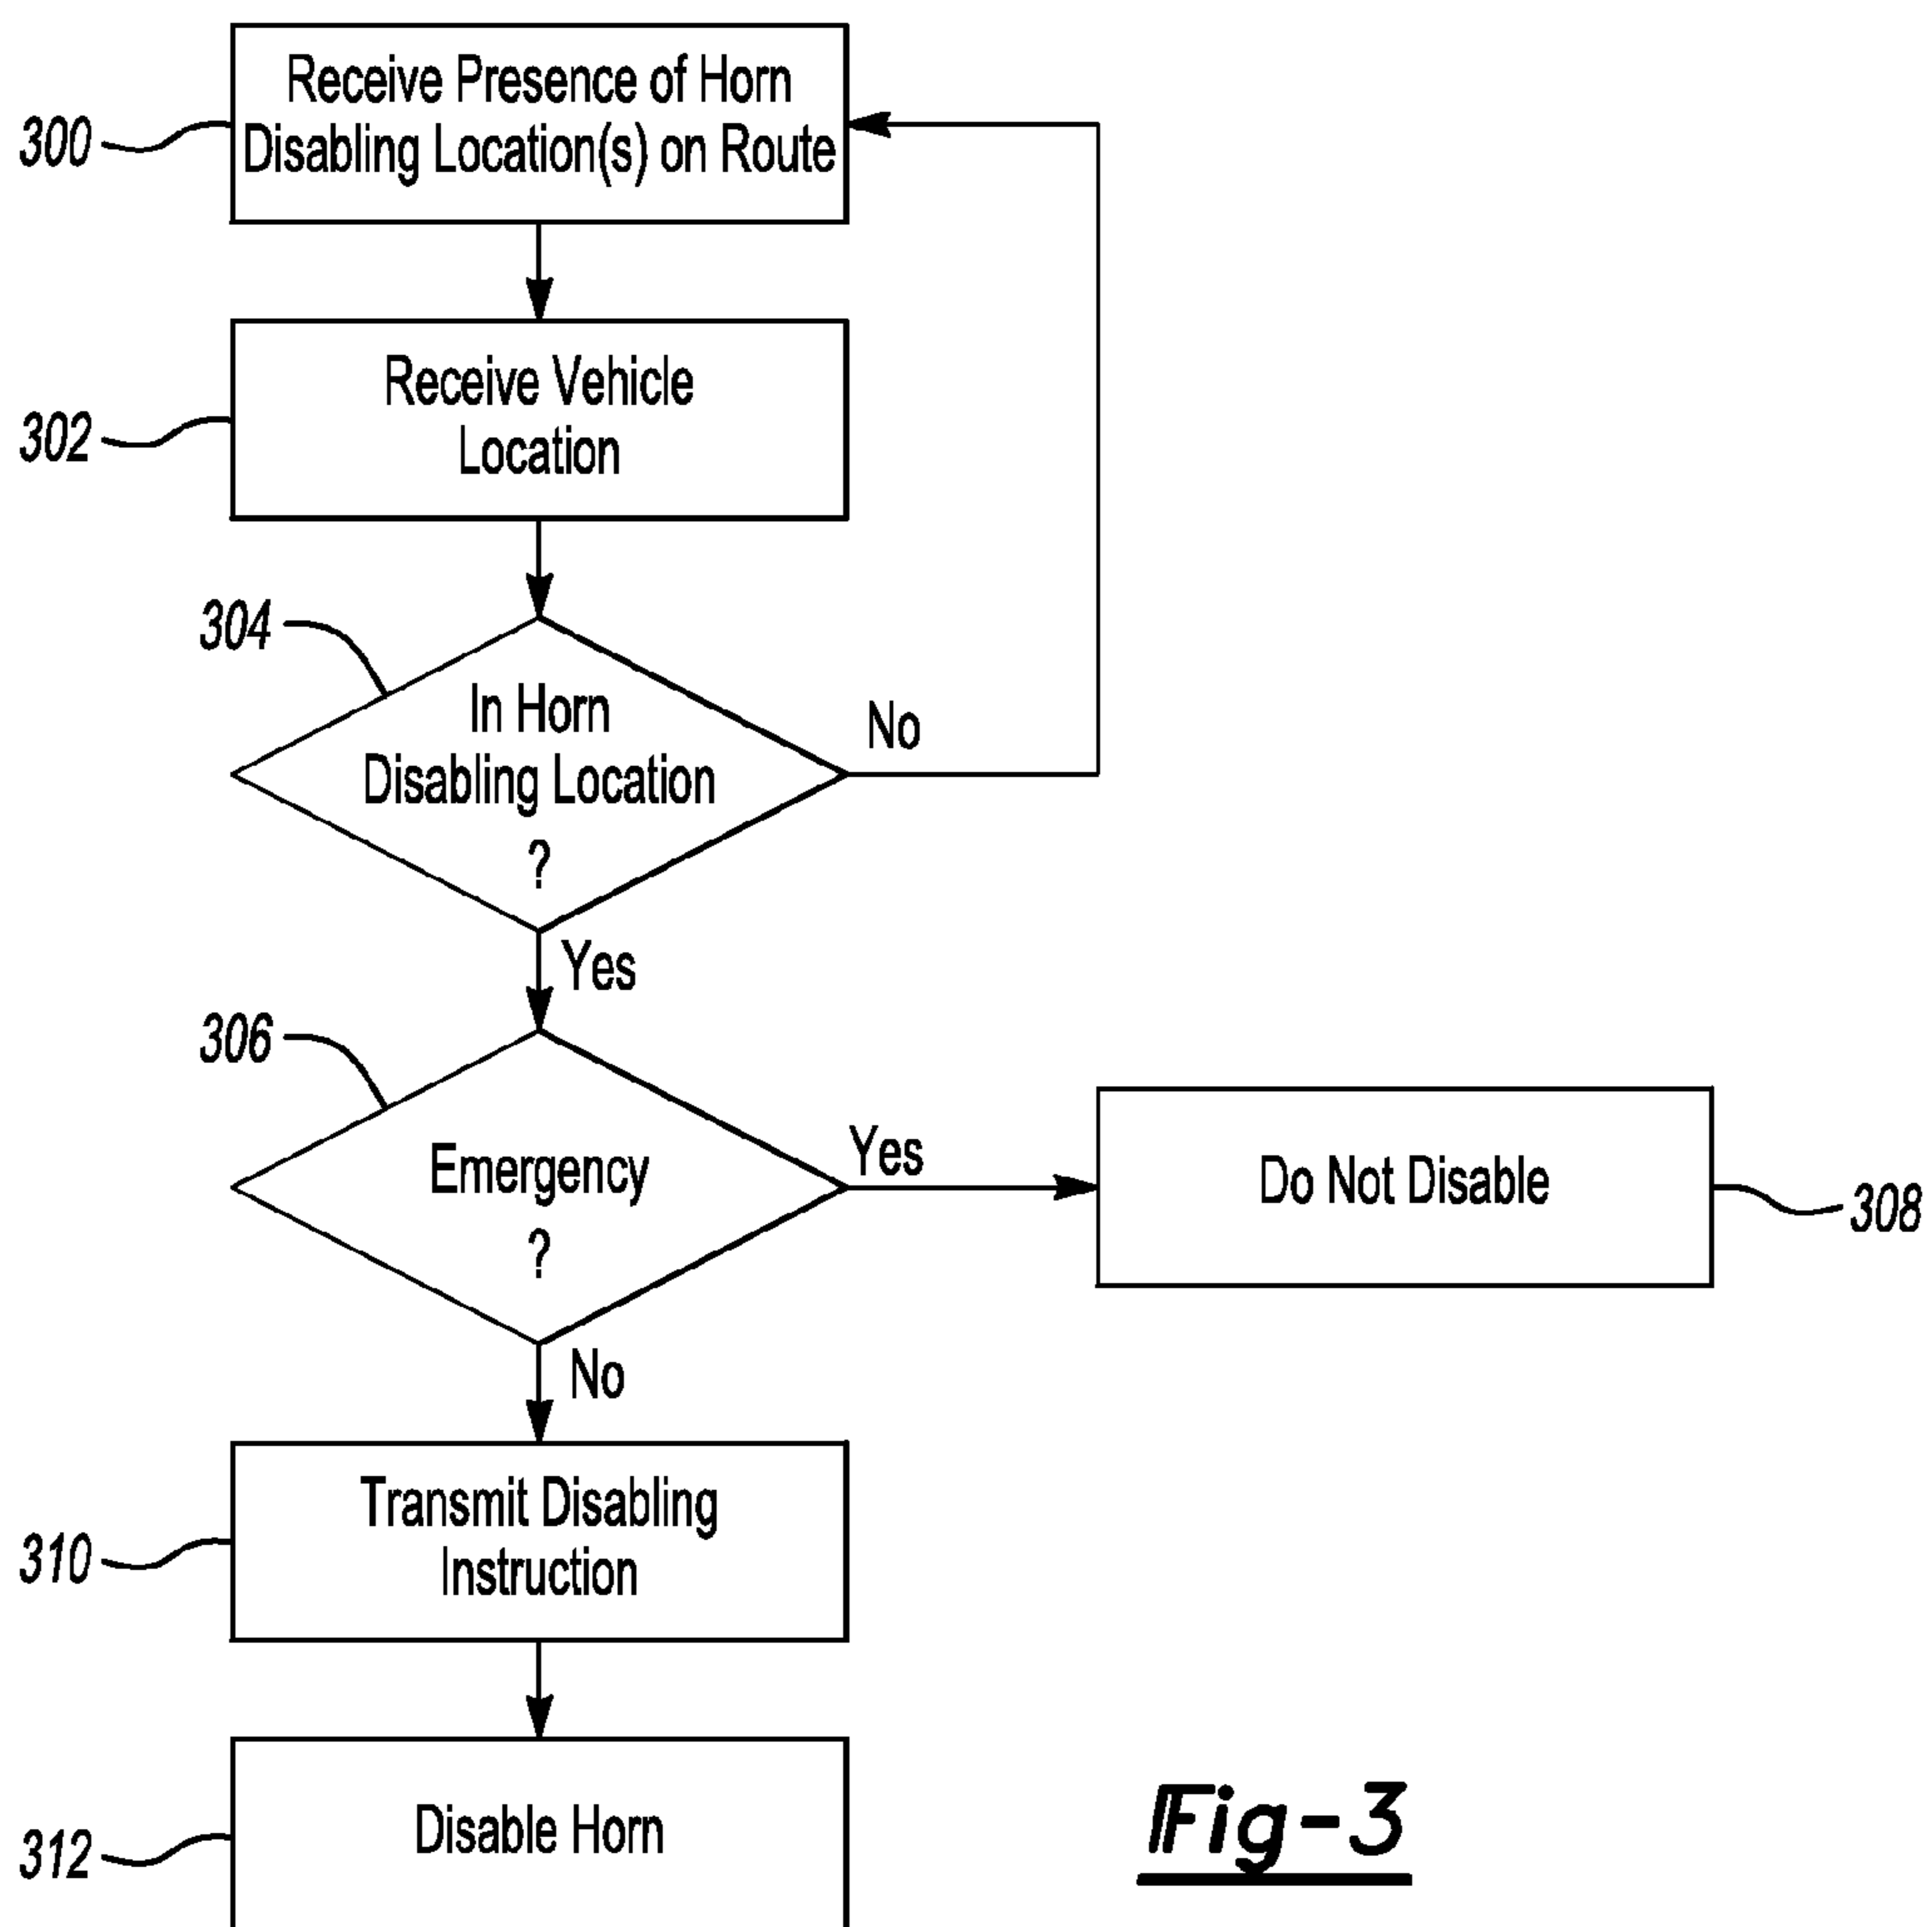 Receive Presence of Horn
Disabling Location(s) on Route
300
Receive Vehicle
Location
302
304
In Horn
Disabling Location
?
No
Yes
306
Emergency
?
Yes
Do Not Disable
308
No
Transmit Disabling
Instruction
310
Disable Horn
312
Fig-3